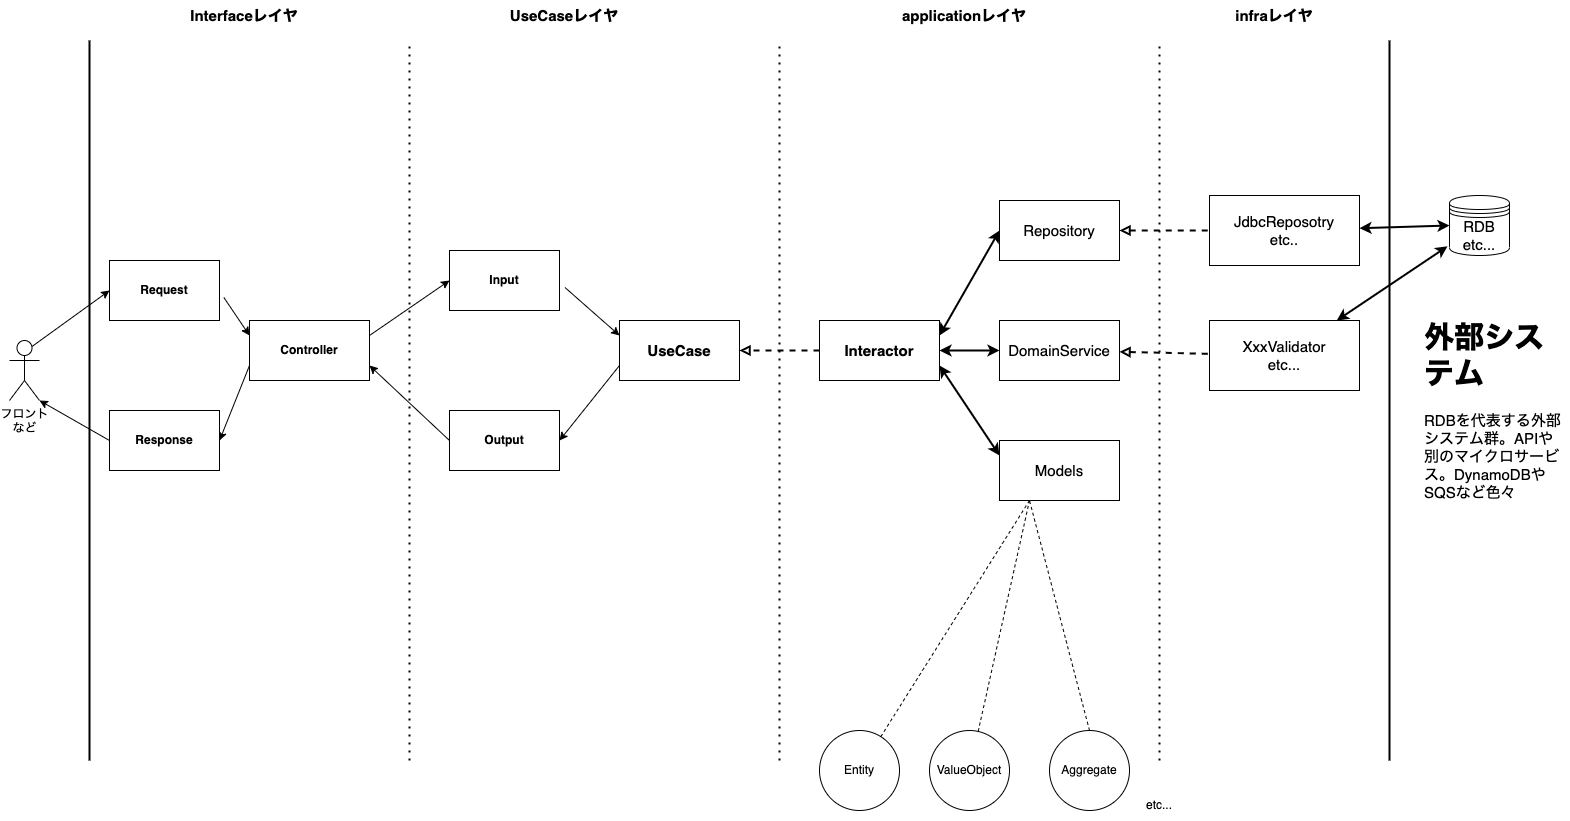 Interfaceレイヤ
UseCaseレイヤ
applicationレイヤ
infraレイヤ
フロント
など
Request
Response
Controller
Input
Output
UseCase
Interactor
Repository
DomainService
Models
Entity
ValueObject
Aggregate
etc...
JdbcReposotry
etc..
XxxValidator
etc...
RDB
etc...
外部シス
テム
RDBを代表する外部
システム群。APIや
別のマイクロサービ
ス。DynamoDBや
SQSなど色々